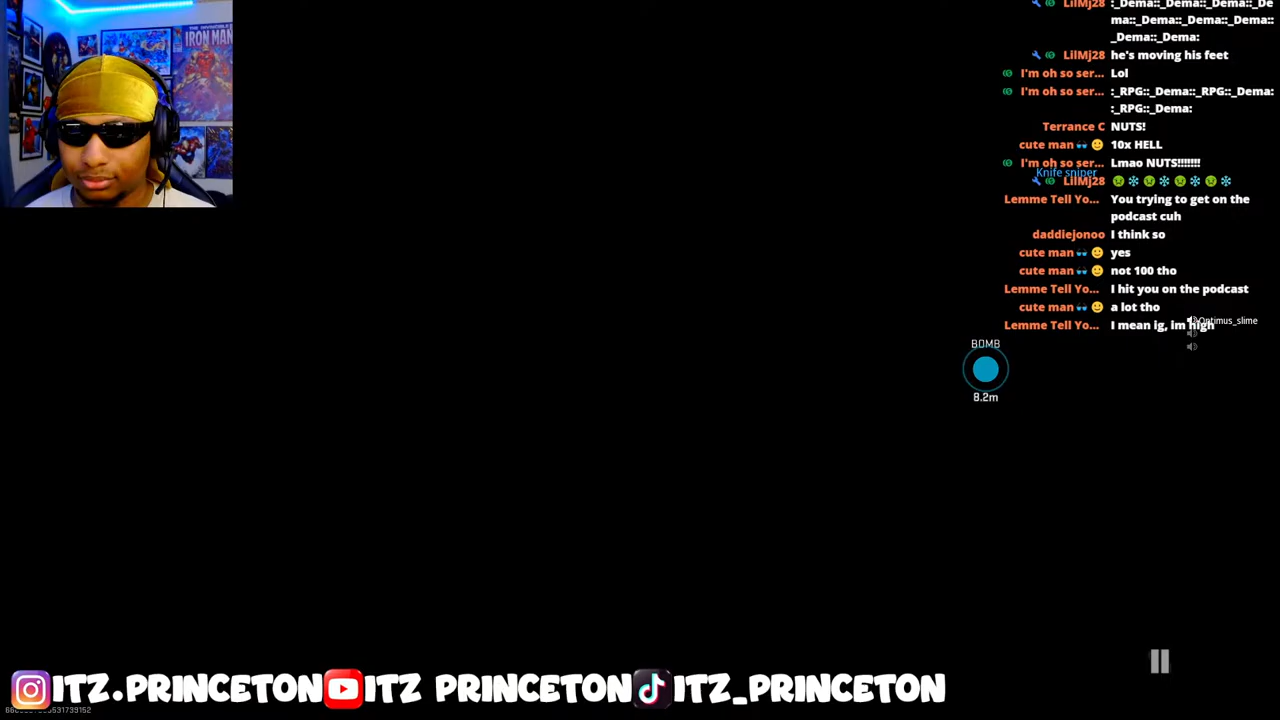 IRON MAN
LilMj28 :_Dema::_Dema::_Dema::_De
ma::_Dema::_Dema::_Dema::
_Dema::_Dema:
LilMj28 he's moving his feet
I'm oh so ser... Lol
I'm oh so ser... :_RPG::_Dema::_RPG::_Dema:
:_RPG::_Dema:
Terrance C NUTS!
cute man 🕶️ 🙂 10x HELL
I'm oh so ser... Lmao NUTS!!!!!!!
Knife sniper
LilMj28 🤢❄️🤢❄️🤢❄️🤢❄️
Lemme Tell Yo... You trying to get on the
podcast cuh
daddiejonoo I think so
cute man 🕶️ 🙂 yes
cute man 🕶️ 🙂 not 100 tho
Lemme Tell Yo... I hit you on the podcast
cute man 🕶️ 🙂 a lot tho
Optimus_slime
Lemme Tell Yo... I mean ig, im high
BOMB
8.2m
ITZ.PRINCETON ITZ PRINCETON ITZ_PRINCETON